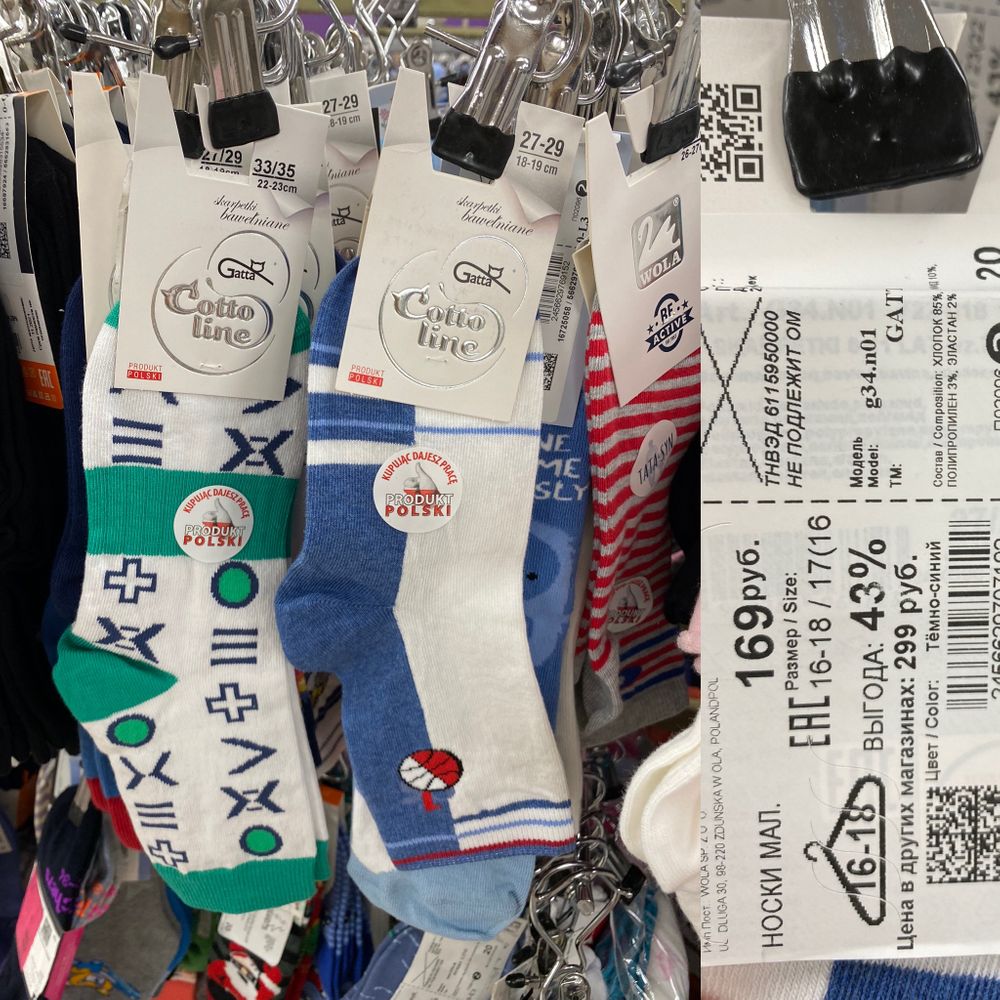 27/29
33/35
22-23cm
skarpetki
bawełniane
Gatta
Cotto
line
PRODUKT
POLSKI
KUPUJĄC DAJESZ PRACĘ
PRODUKT
POLSKI
27-29
27-29
18-19 cm
skarpetki
bawełniane
Gatta
Cotto
line
PRODUKT
POLSKI
KUPUJĄC DAJESZ PRACĘ
PRODUKT
POLSKI
WOLA
RF
ACTIVE
TATA-SYN
2456629769152
ТНВЭД 6115950000
НЕ ПОДЛЕЖИТ ОМ
Модель
model:
g34.n01
ТМ:
GAT
Состав / Composition: ХЛОПОК 85%,
ПОЛИПРОПИЛЕН 3%, ЭЛАСТАН 2%
20
UL. DLUGA 30, 98-220 ZDUNSKA WOLA, POLANDPOL
НОСКИ МАЛ.
169руб.
EAC
Размер / Size:
16-18 / 17(16
16-18
ВЫГОДА: 43%
Цена в других магазинах: 299 руб.
Цвет / Color: Тёмно-синий